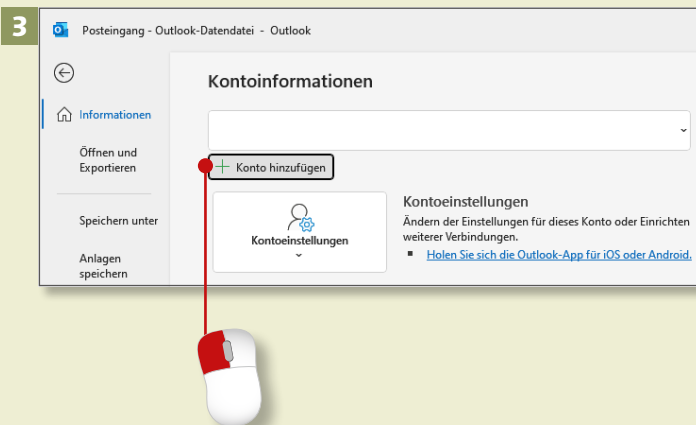 3
Posteingang - Outlook-Datendatei - Outlook
Kontoinformationen
Informationen
Öffnen und
Exportieren
Konto hinzufügen
Speichern unter
Anlagen
speichern
Kontoeinstellungen
Kontoeinstellungen
Ändern der Einstellungen für dieses Konto oder Einrichten
weiterer Verbindungen.
Holen Sie sich die Outlook-App für iOS oder Android.